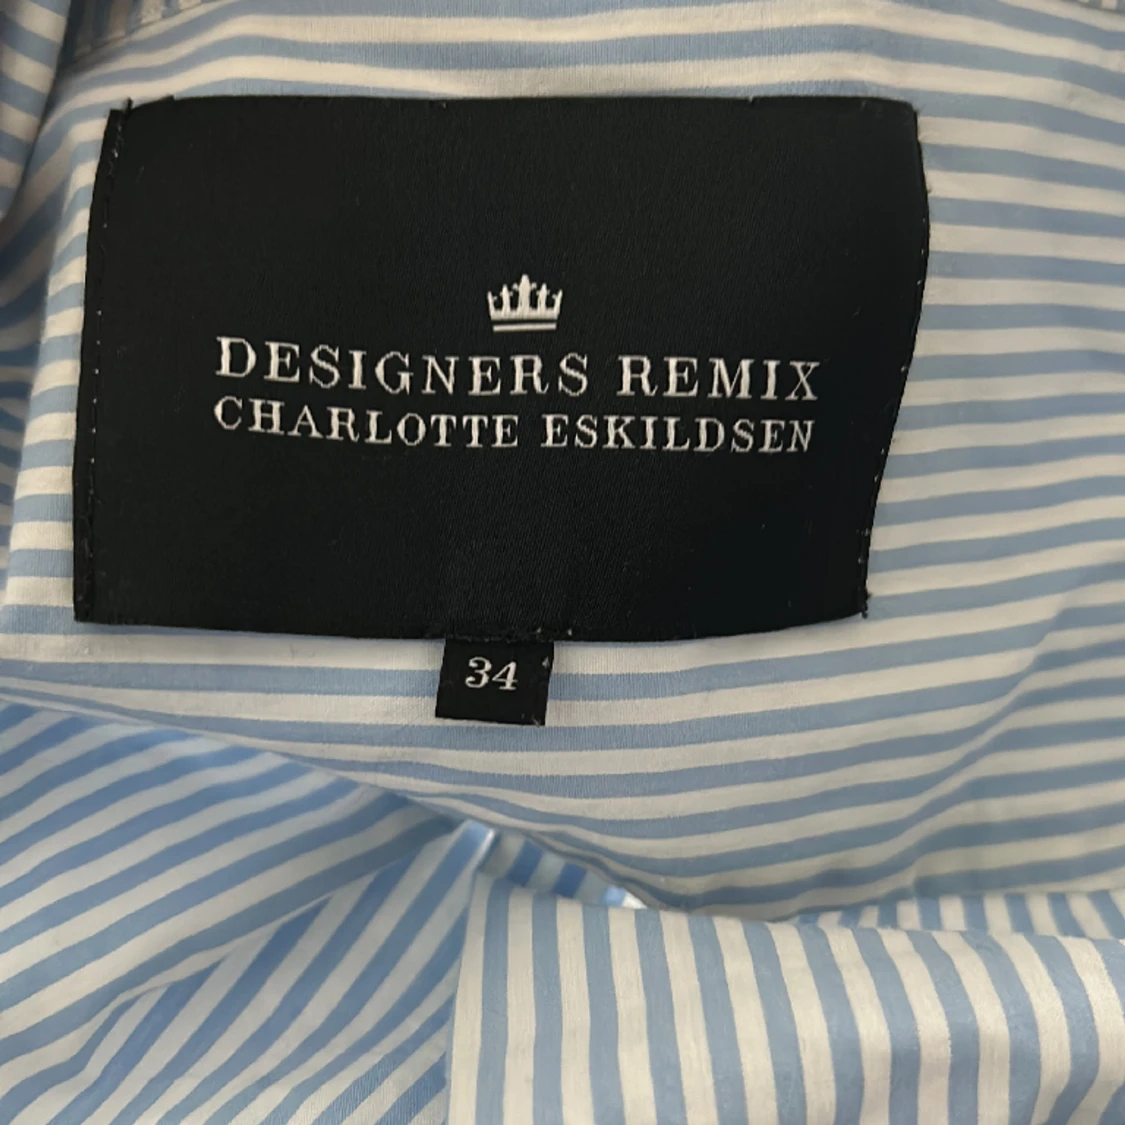 DESIGNERS REMIX
CHARLOTTE ESKILDSEN
34